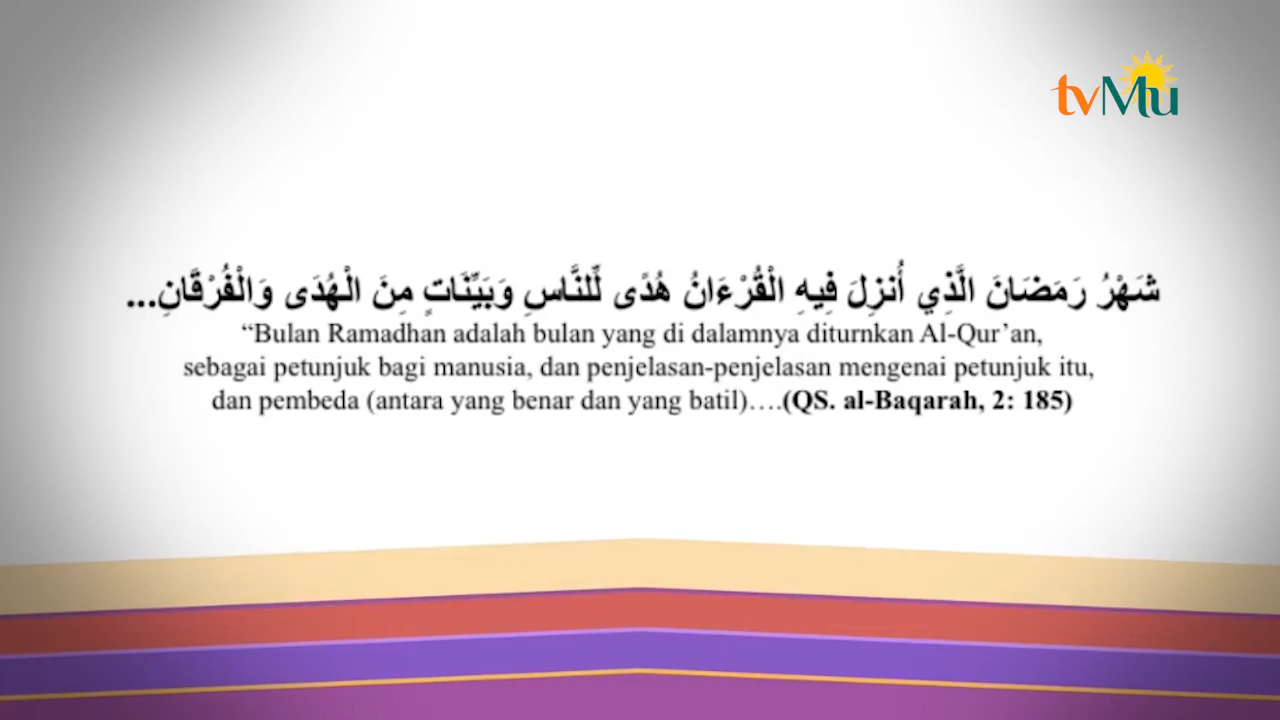 tvMu
شَهْرُ رَمَضَانَ الَّذِي أُنزِلَ فِيهِ الْقُرْءَانُ هُدًى لِّلنَّاسِ وَبَيِّنَاتٍ مِنَ الْهُدَى وَالْفُرْقَانِ...
“Bulan Ramadhan adalah bulan yang di dalamnya diturnkan Al-Qur’an,
sebagai petunjuk bagi manusia, dan penjelasan-penjelasan mengenai petunjuk itu,
dan pembeda (antara yang benar dan yang batil)….(QS. al-Baqarah, 2: 185)